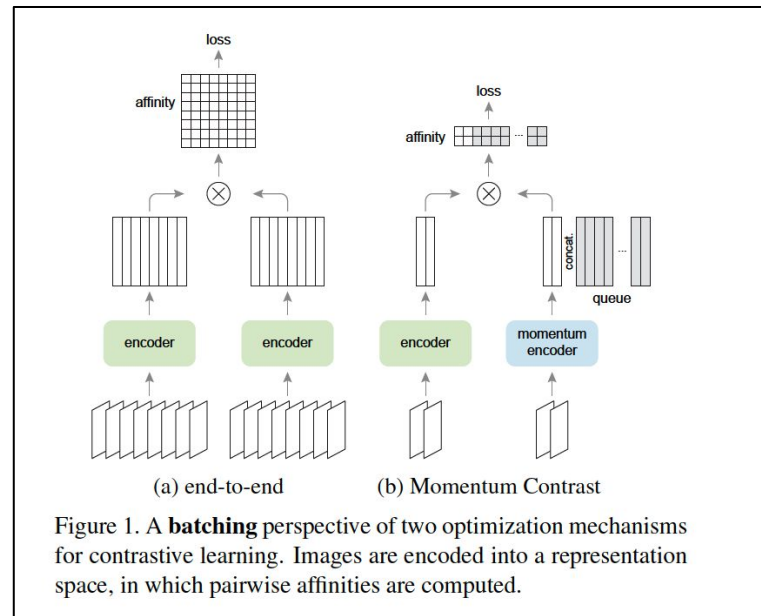 loss
affinity
loss
affinity
...
concat.
...
queue
encoder
encoder
encoder
momentum
encoder
(a) end-to-end
(b) Momentum Contrast
Figure 1. A batching perspective of two optimization mechanisms
for contrastive learning. Images are encoded into a representation
space, in which pairwise affinities are computed.